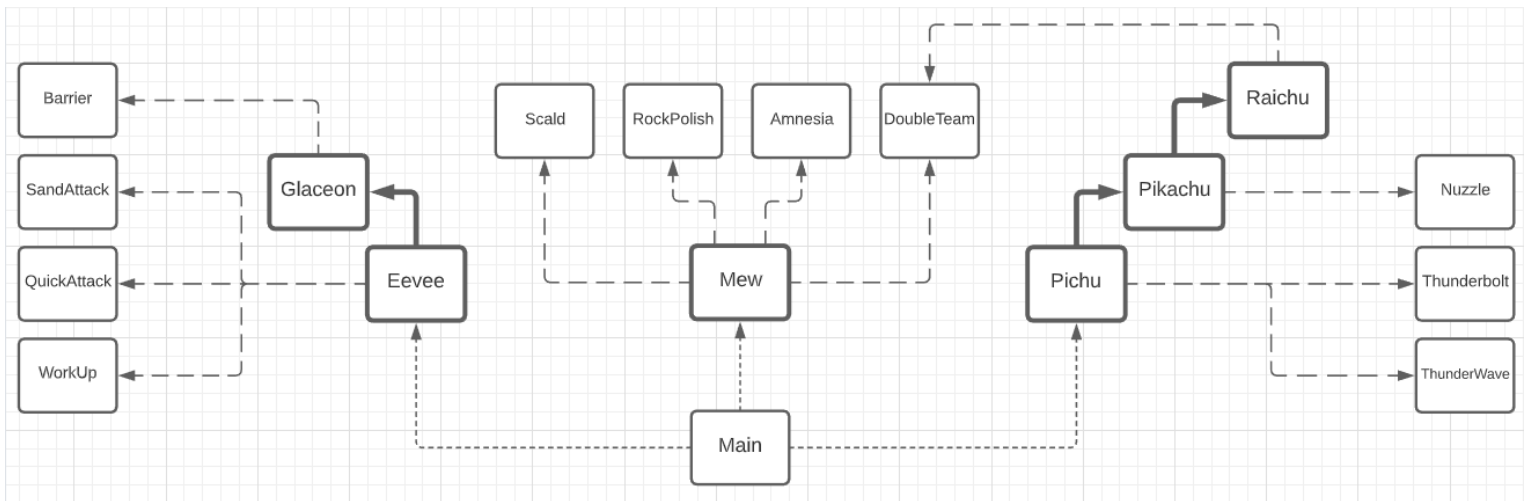 Barrier
Scald
RockPolish
Amnesia
DoubleTeam
Raichu
SandAttack
Glaceon
Pikachu
Nuzzle
QuickAttack
Eevee
Mew
Pichu
Thunderbolt
WorkUp
ThunderWave
Main